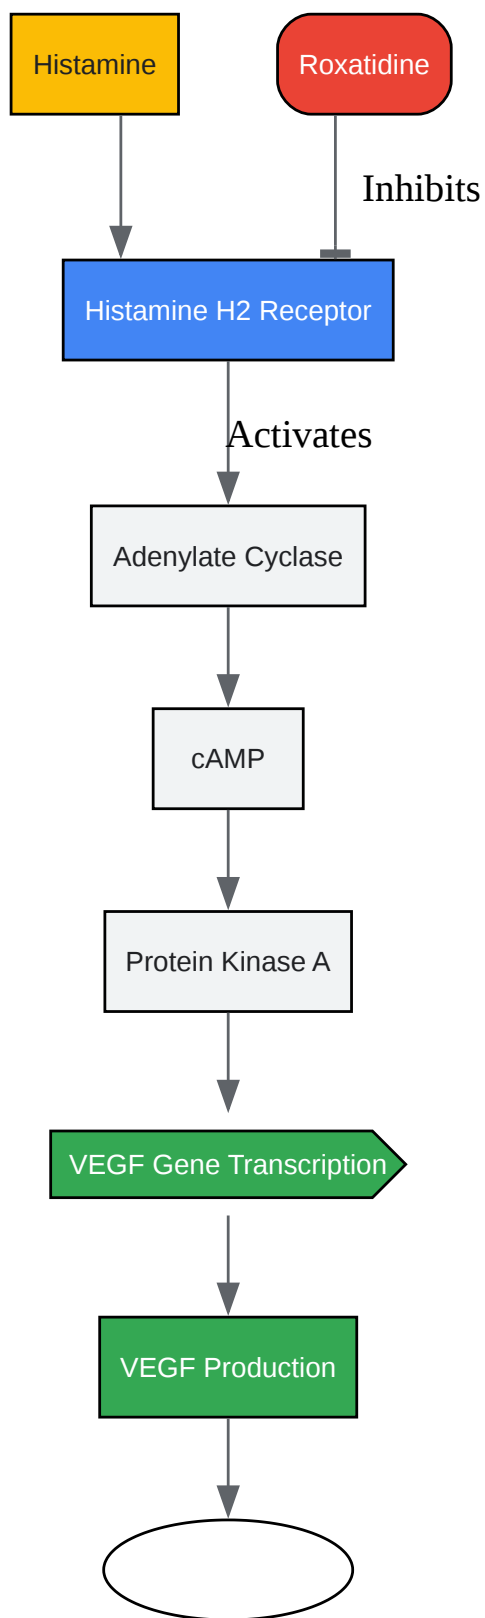 Histamine
Roxatidine
Inhibits
Histamine H2 Receptor
Activates
Adenylate Cyclase
cAMP
Protein Kinase A
VEGF Gene Transcription
VEGF Production